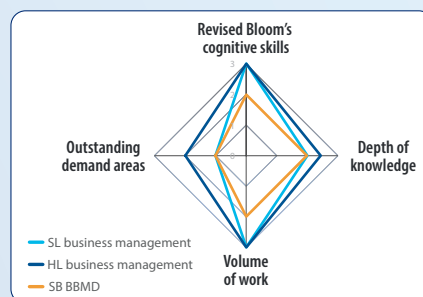 Revised Bloom's
cognitive skills
3
Outstanding
demand areas
0
Depth of
knowledge
SL business management
HL business management
SB BBMD
Volume
of work